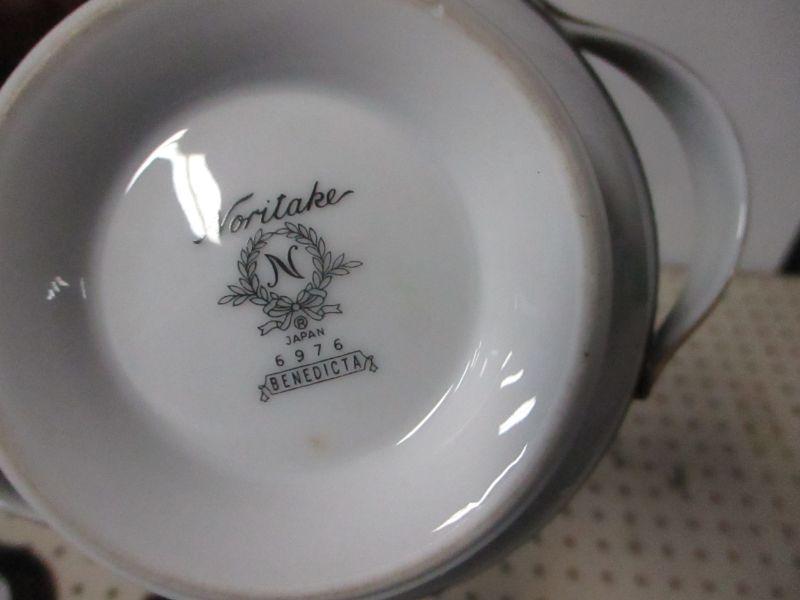 Noritake
N
®
JAPAN
6976
BENEDICTA